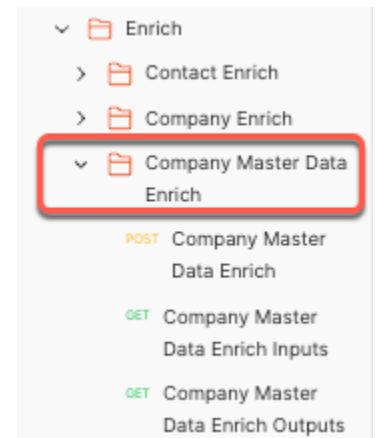 Enrich
Contact Enrich
Company Enrich
Company Master Data
Enrich
POST Company Master
Data Enrich
GET Company Master
Data Enrich Inputs
GET Company Master
Data Enrich Outputs